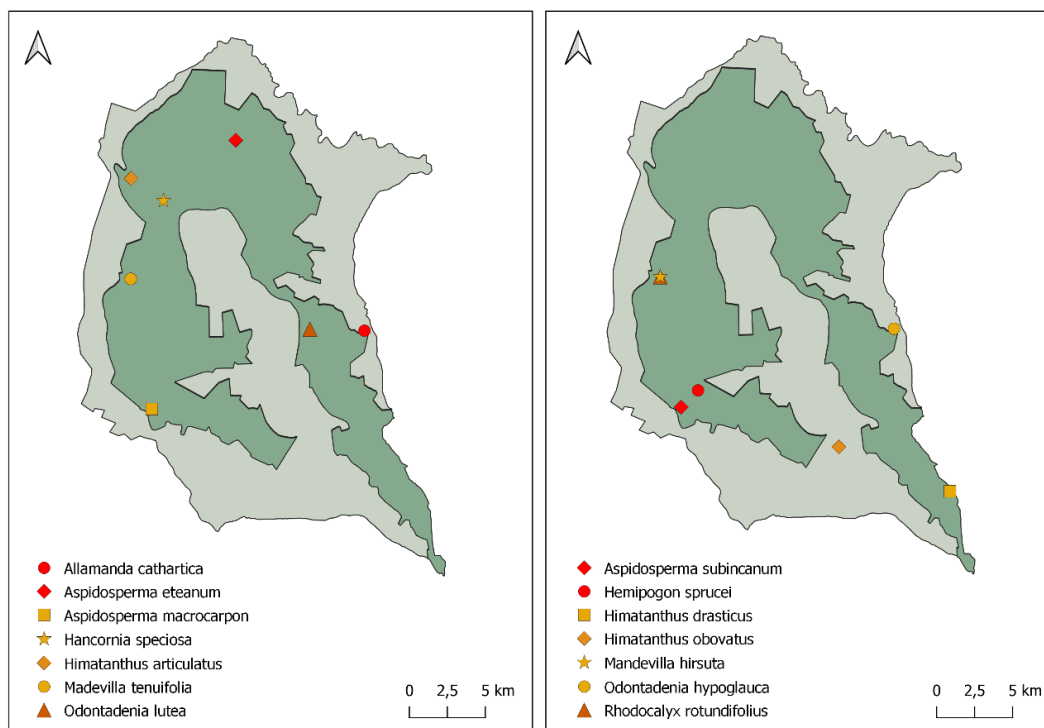 Allamanda cathartica
Aspidosperma eteanum
Aspidosperma macrocarpon
Hancornia speciosa
Himatanthus articulatus
Madevilla tenuifolia
Odontadenia lutea
0 2,5 5 km
Aspidosperma subincanum
Hemipogon sprucei
Himatanthus drasticus
Himatanthus obovatus
Mandevilla hirsuta
Odontadenia hypoglauca
Rhodocalyx rotundifolius
0 2,5 5 km